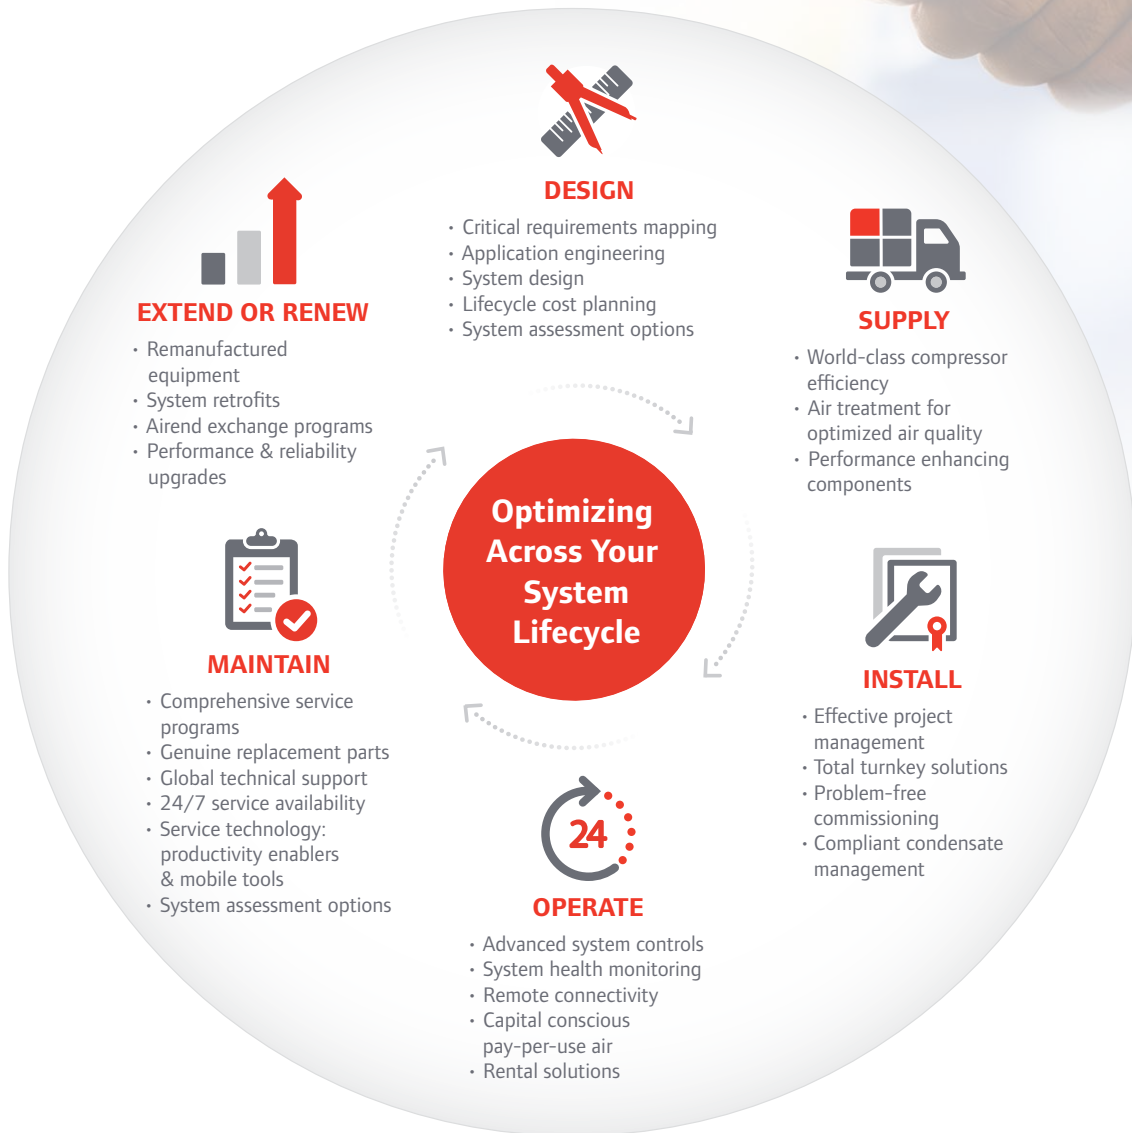 DESIGN
· Critical requirements mapping
· Application engineering
· System design
· Lifecycle cost planning
· System assessment options
SUPPLY
· World-class compressor
efficiency
· Air treatment for
optimized air quality
· Performance enhancing
components
INSTALL
· Effective project
management
· Total turnkey solutions
· Problem-free
commissioning
· Compliant condensate
management
24
OPERATE
· Advanced system controls
· System health monitoring
· Remote connectivity
· Capital conscious
pay-per-use air
· Rental solutions
MAINTAIN
· Comprehensive service
programs
· Genuine replacement parts
· Global technical support
· 24/7 service availability
· Service technology:
productivity enablers
& mobile tools
· System assessment options
EXTEND OR RENEW
· Remanufactured
equipment
· System retrofits
· Airend exchange programs
· Performance & reliability
upgrades
Optimizing
Across Your
System
Lifecycle